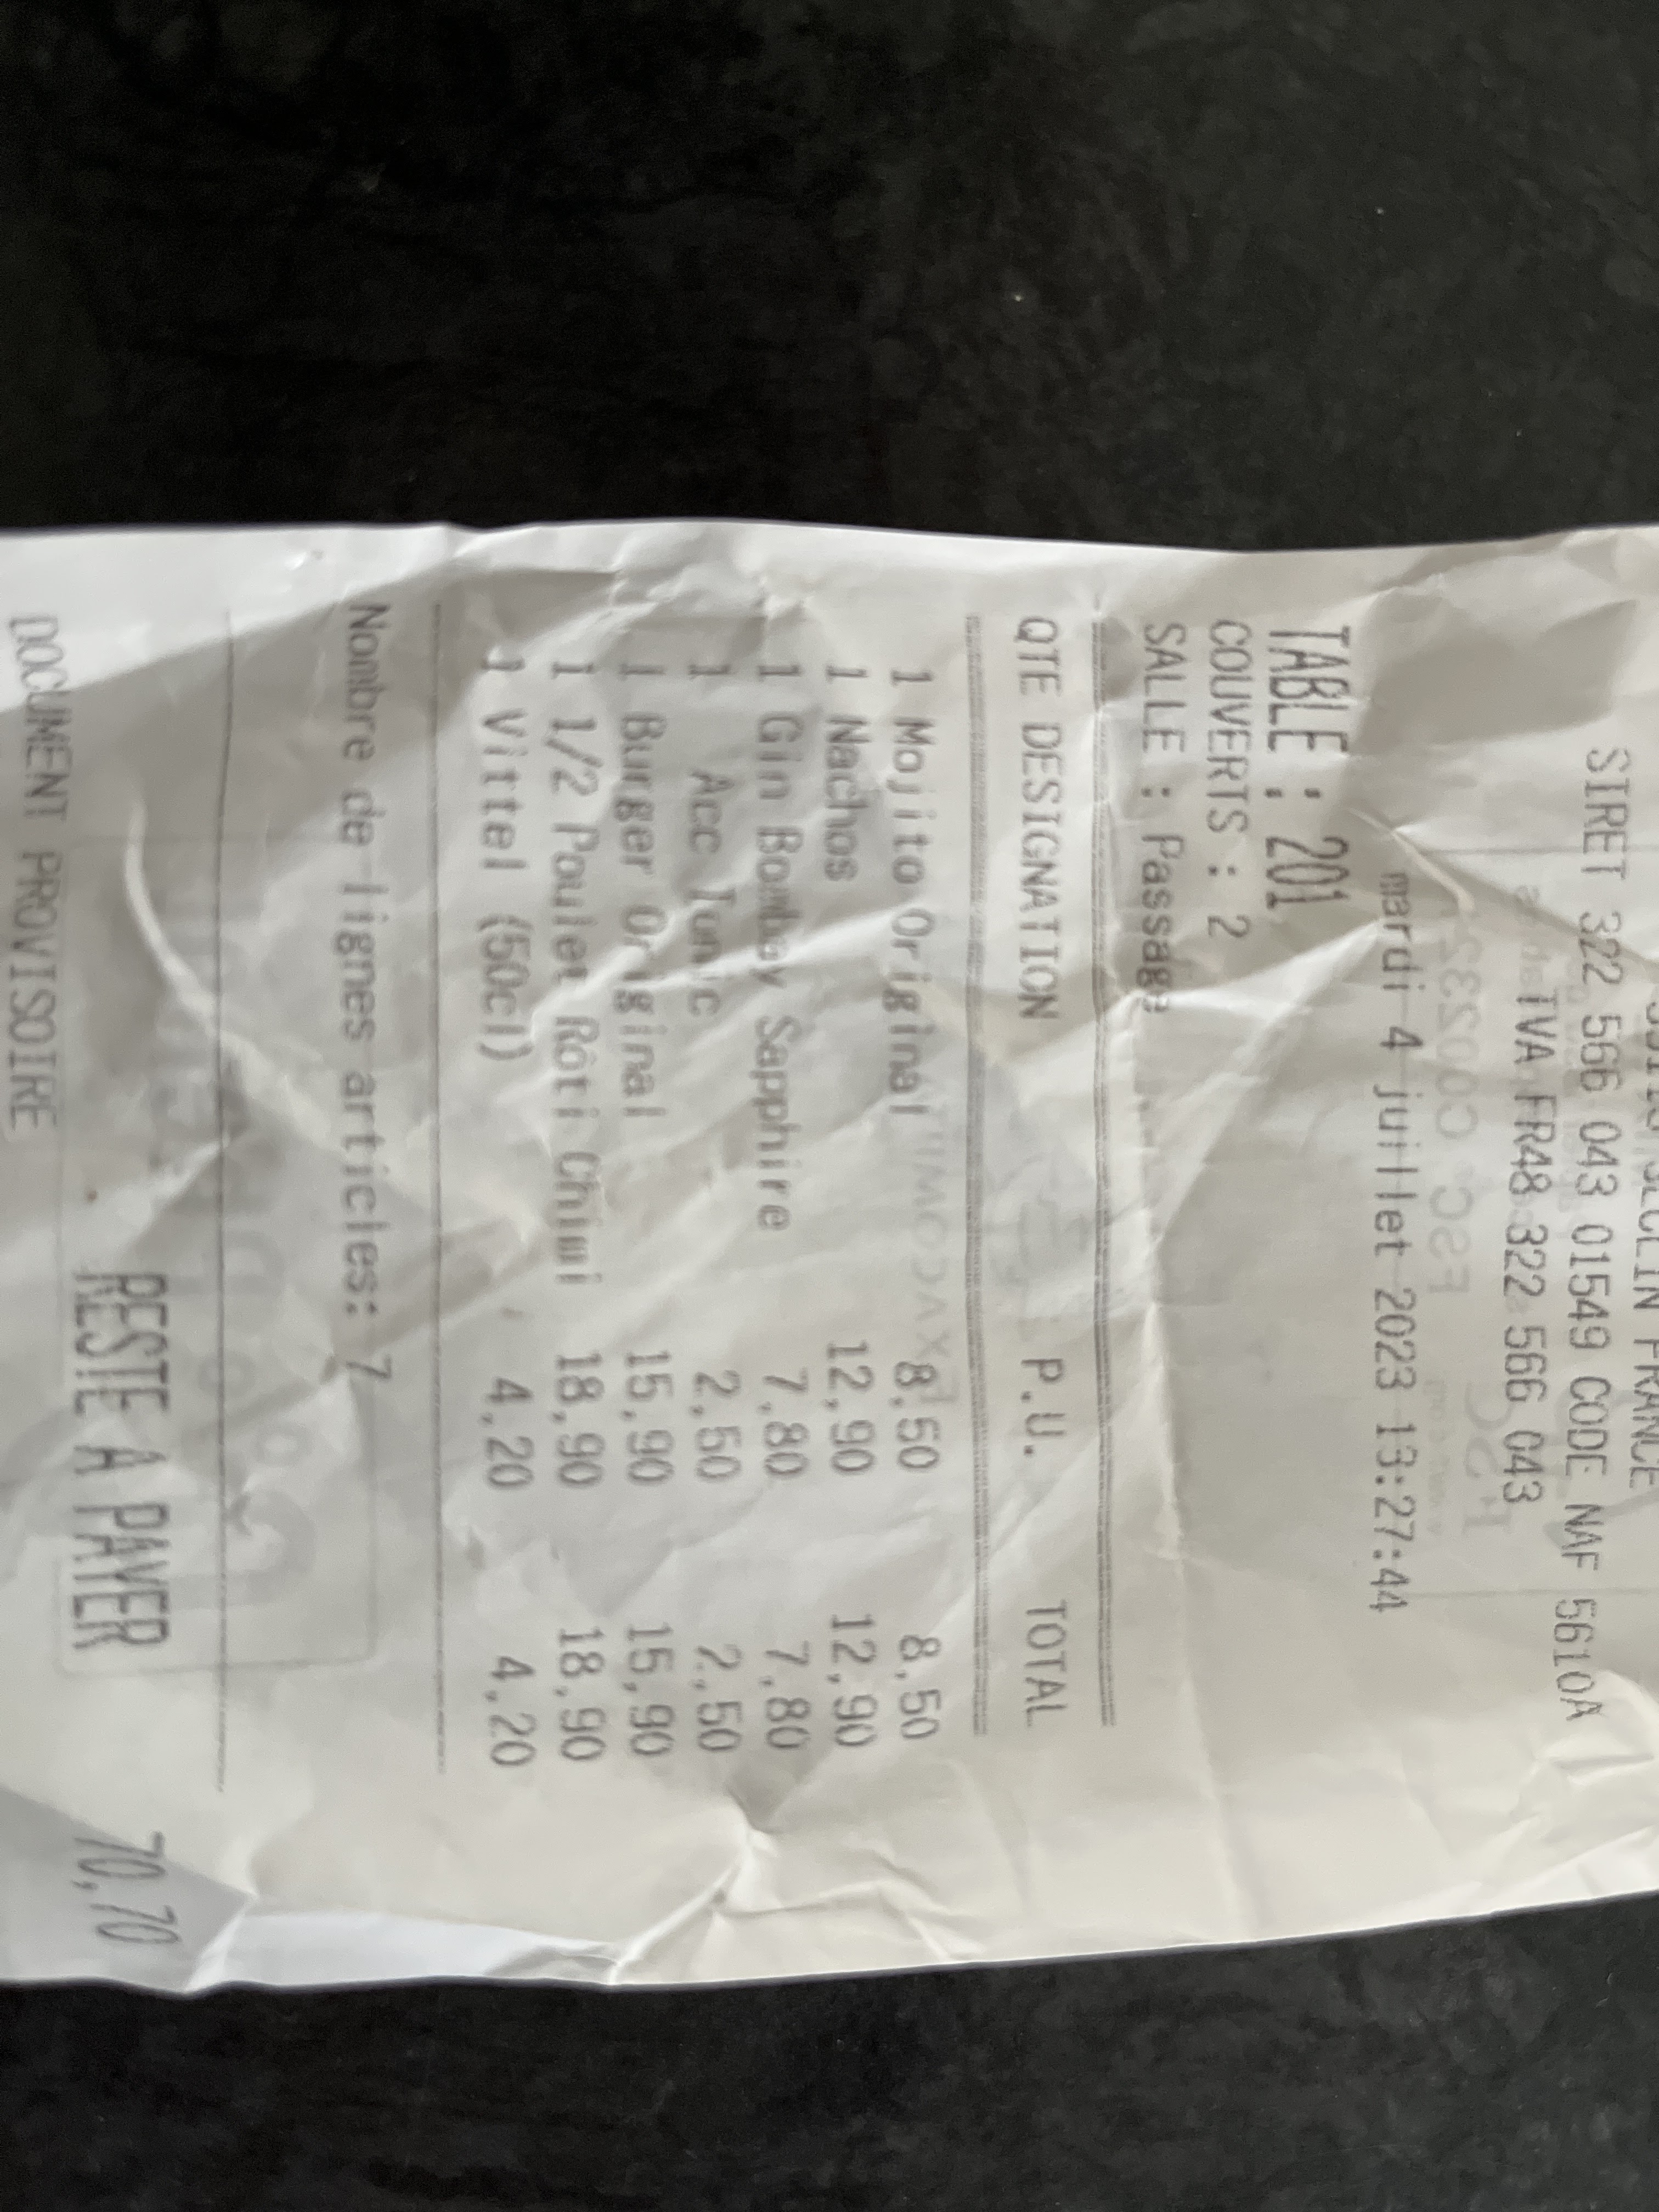 SECLIN FRANCE
SIRET 322 566 043 01549 CODE NAF 5610A
TVA FR48 322 566 043
mardi 4 juillet 2023 13:27:44
TABLE : 201
COUVERTS : 2
SALLE : Passage
QTE DESIGNATION P.U. TOTAL
1 Mojito Original 8,50 8,50
1 Nachos 12,90 12,90
1 Gin Bombay Sapphire 7,80 7,80
1 Acc Tonic 2,50 2,50
1 Burger Original 15,90 15,90
1 1/2 Poulet Rôti Chimi 18,90 18,90
1 Vittel (50cl) 4,20 4,20
Nombre de lignes articles: 7
RESTE A PAYER 70,70
DOCUMENT PROVISOIRE